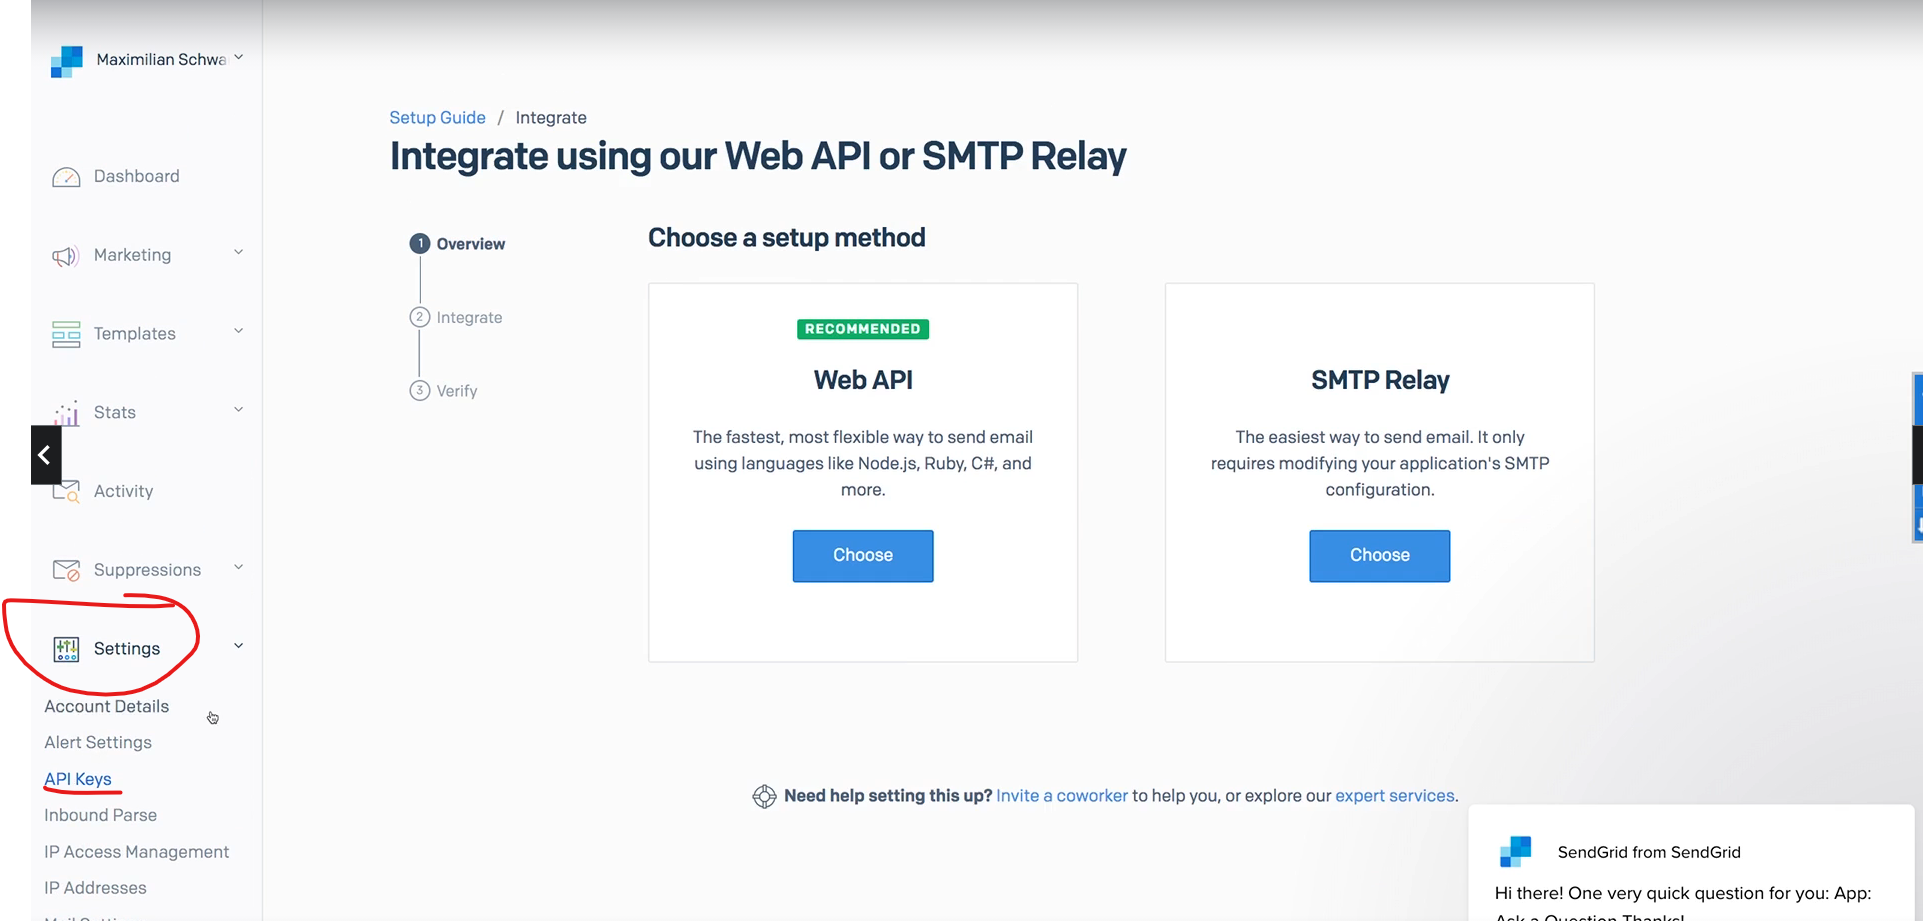 Maximilian Schwa
Dashboard
Marketing
Templates
Stats
Activity
Suppressions
Settings
Account Details
Alert Settings
API Keys
Inbound Parse
IP Access Management
IP Addresses
Setup Guide / Integrate
Integrate using our Web API or SMTP Relay
1 Overview
2 Integrate
3 Verify
Choose a setup method
RECOMMENDED
Web API
The fastest, most flexible way to send email
using languages like Node.js, Ruby, C#, and
more.
Choose
SMTP Relay
The easiest way to send email. It only
requires modifying your application's SMTP
configuration.
Choose
Need help setting this up? Invite a coworker to help you, or explore our expert services.
SendGrid from SendGrid
Hi there! One very quick question for you: App:
Ask a Question Thanks!